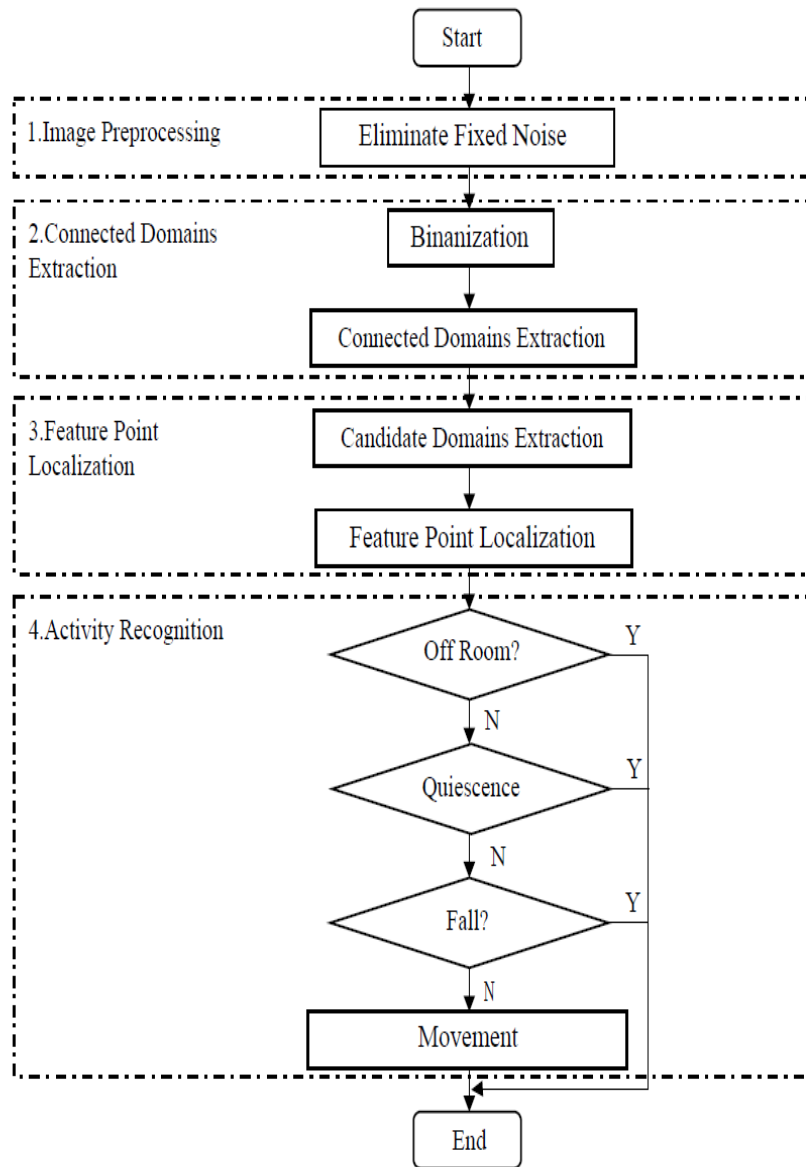 Start
1.Image Preprocessing
Eliminate Fixed Noise
2.Connected Domains
Extraction
Binanization
Connected Domains Extraction
3.Feature Point
Localization
Candidate Domains Extraction
Feature Point Localization
4.Activity Recognition
Off Room?
Y
N
Quiescence
Y
N
Fall?
Y
N
Movement
End